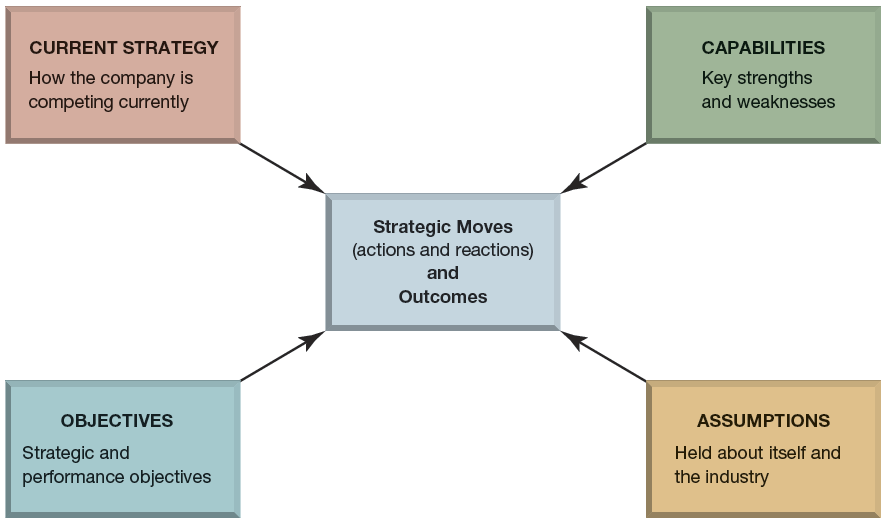 CURRENT STRATEGY
How the company is
competing currently
CAPABILITIES
Key strengths
and weaknesses
Strategic Moves
(actions and reactions)
and
Outcomes
OBJECTIVES
Strategic and
performance objectives
ASSUMPTIONS
Held about itself and
the industry